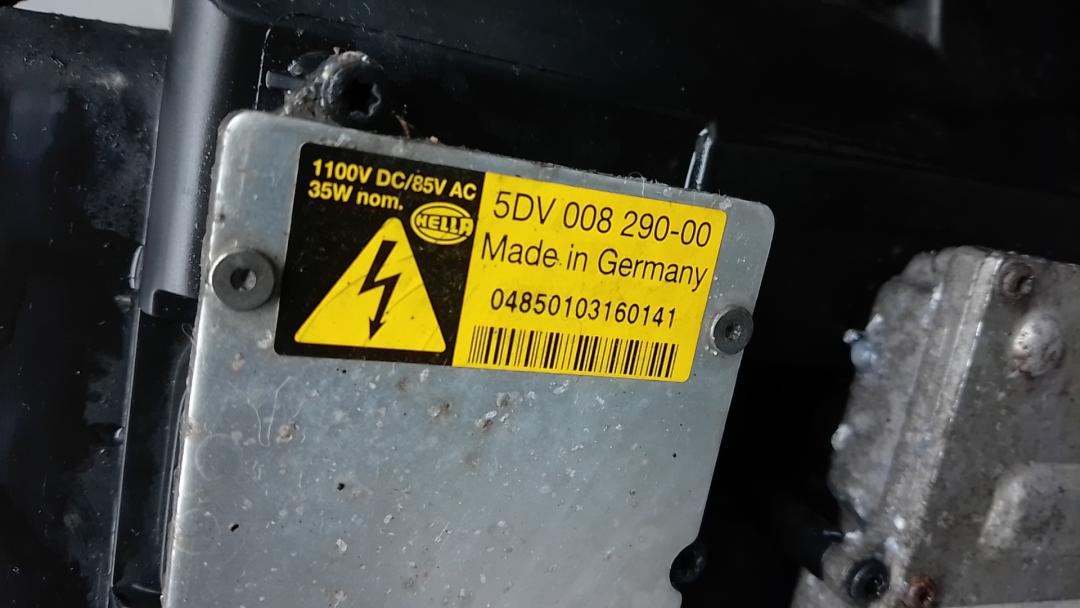 1100V DC/85V AC
35W nom.
HELLA
5DV 008 290-00
Made in Germany
04850103160141